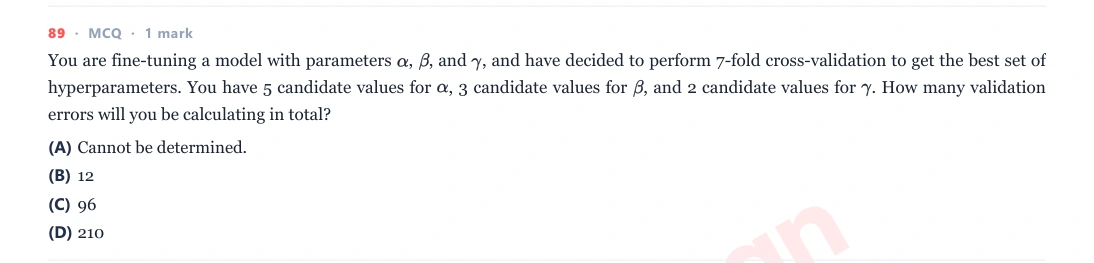 89 · MCQ · 1 mark
You are fine-tuning a model with parameters α, β, and γ, and have decided to perform 7-fold cross-validation to get the best set of
hyperparameters. You have 5 candidate values for α, 3 candidate values for β, and 2 candidate values for γ. How many validation
errors will you be calculating in total?
(A) Cannot be determined.
(B) 12
(C) 96
(D) 210
an